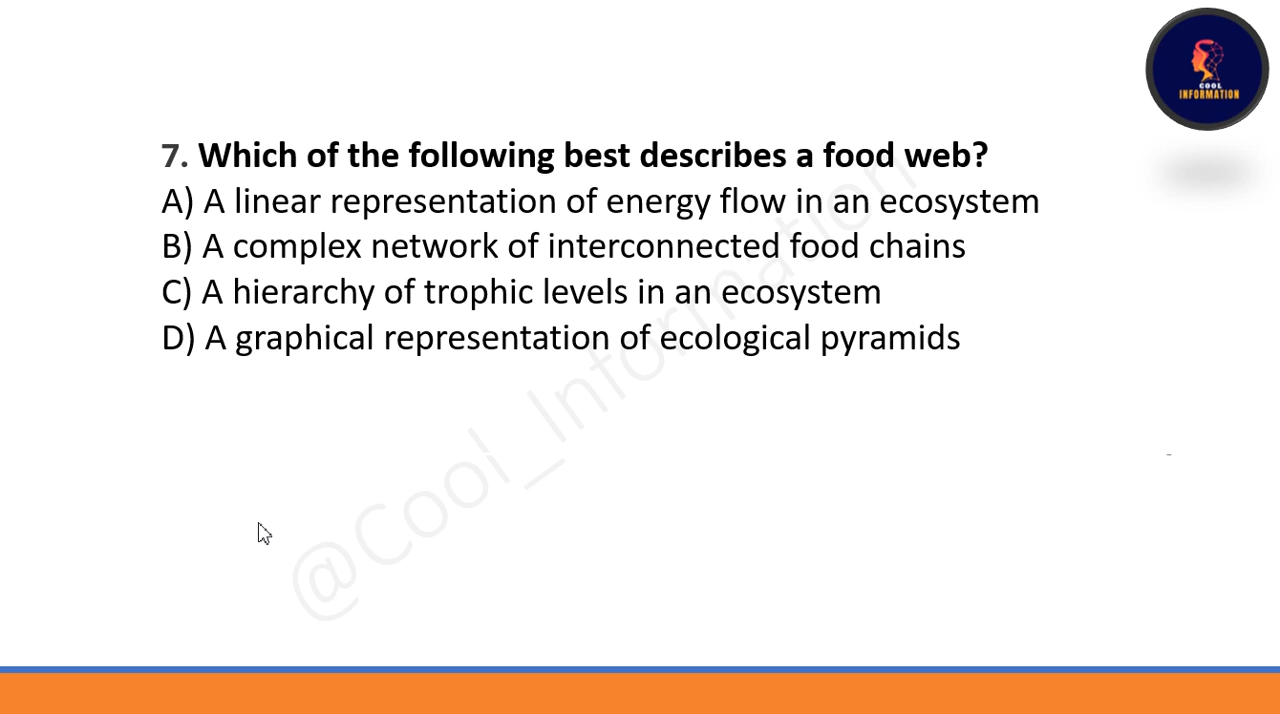 COOL
INFORMATION
7. Which of the following best describes a food web?
A) A linear representation of energy flow in an ecosystem
B) A complex network of interconnected food chains
C) A hierarchy of trophic levels in an ecosystem
D) A graphical representation of ecological pyramids
@Cool_Information